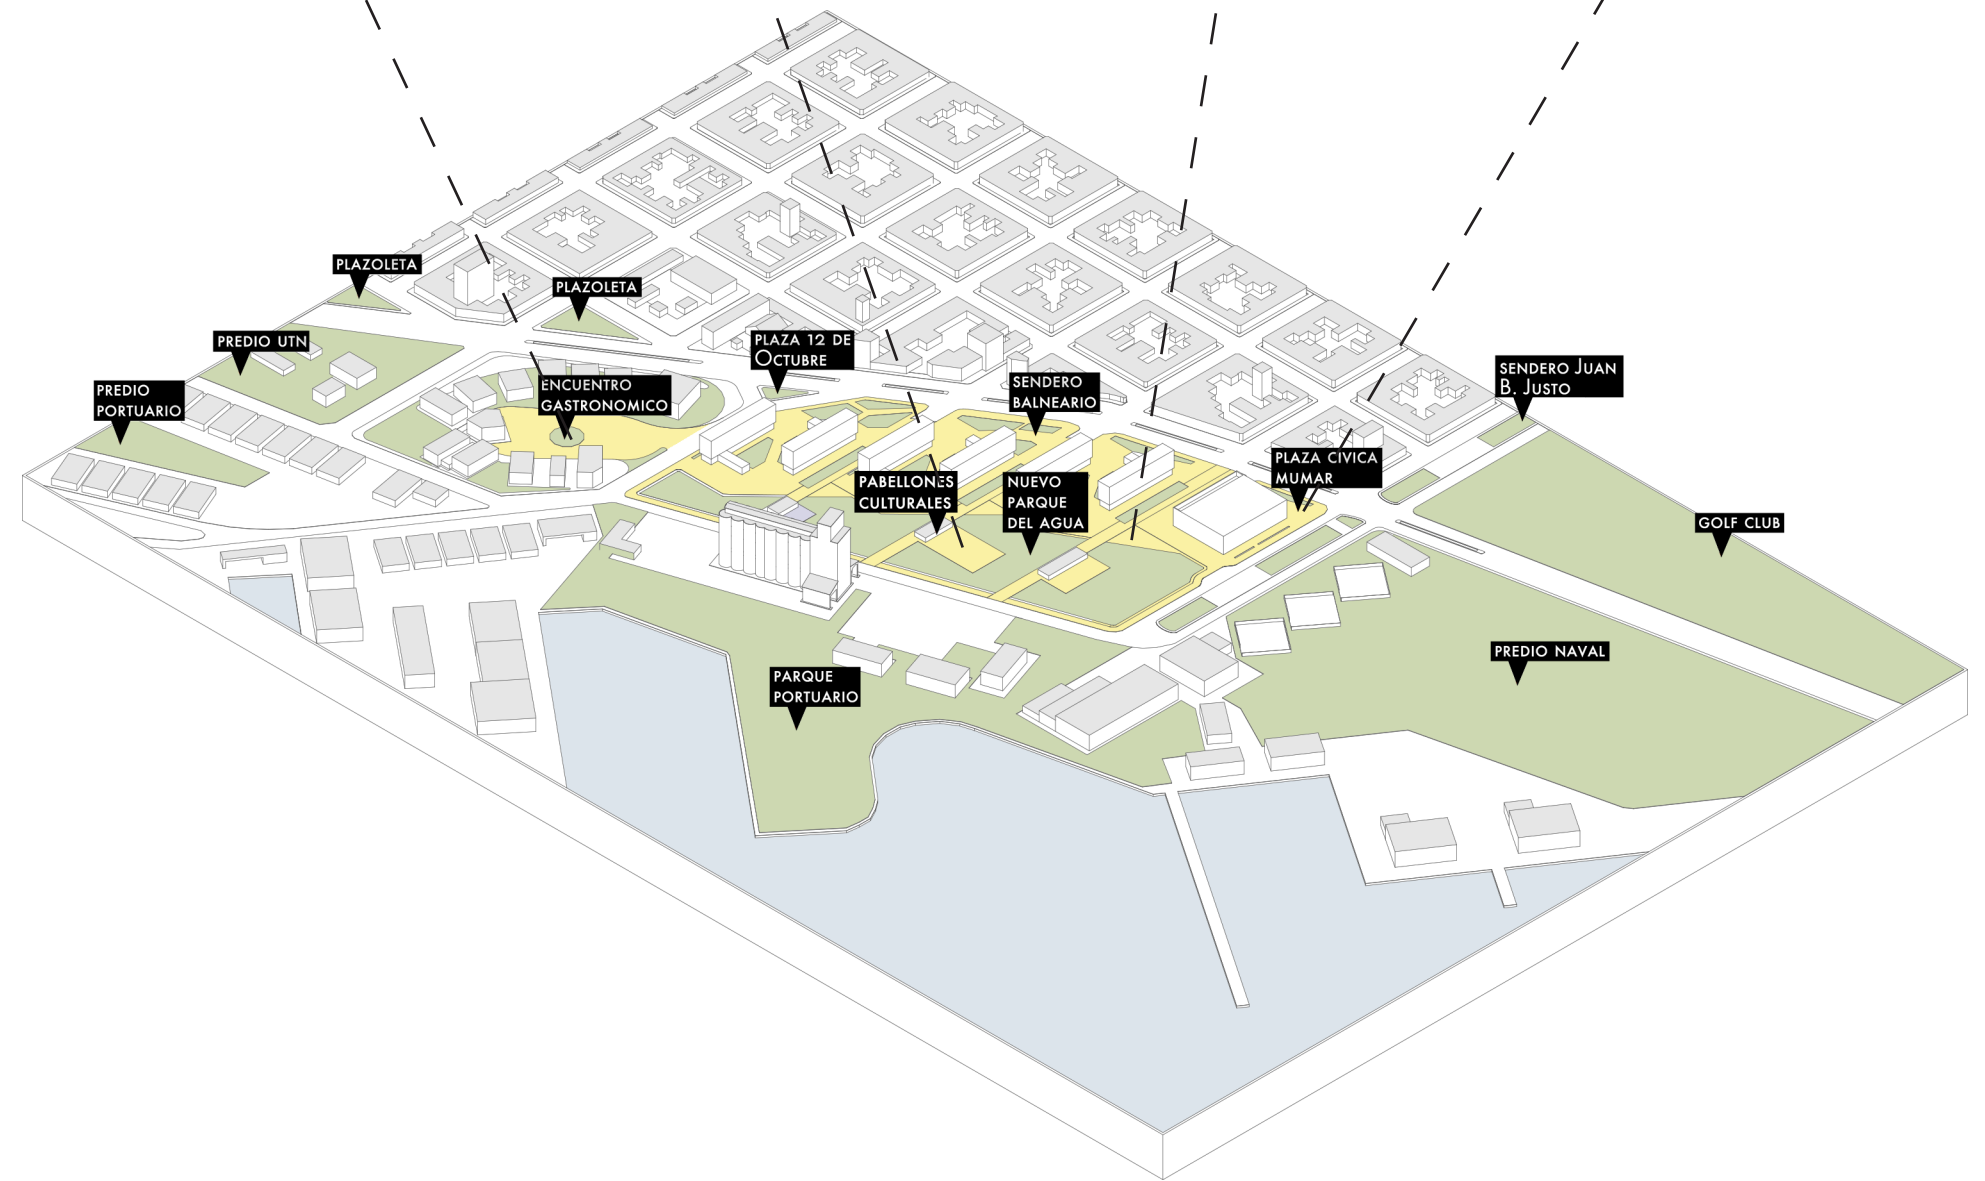 PLAZOLETA
PLAZOLETA
PREDIO UTN
PLAZA 12 DE
OCTUBRE
PREDIO
PORTUARIO
ENCUENTRO
GASTRONOMICO
SENDERO
BALNEARIO
SENDERO JUAN
B. JUSTO
PLAZA CÍVICA
MUMAR
PABELLONES
CULTURALES
NUEVO
PARQUE
DEL AGUA
GOLF CLUB
PREDIO NAVAL
PARQUE
PORTUARIO